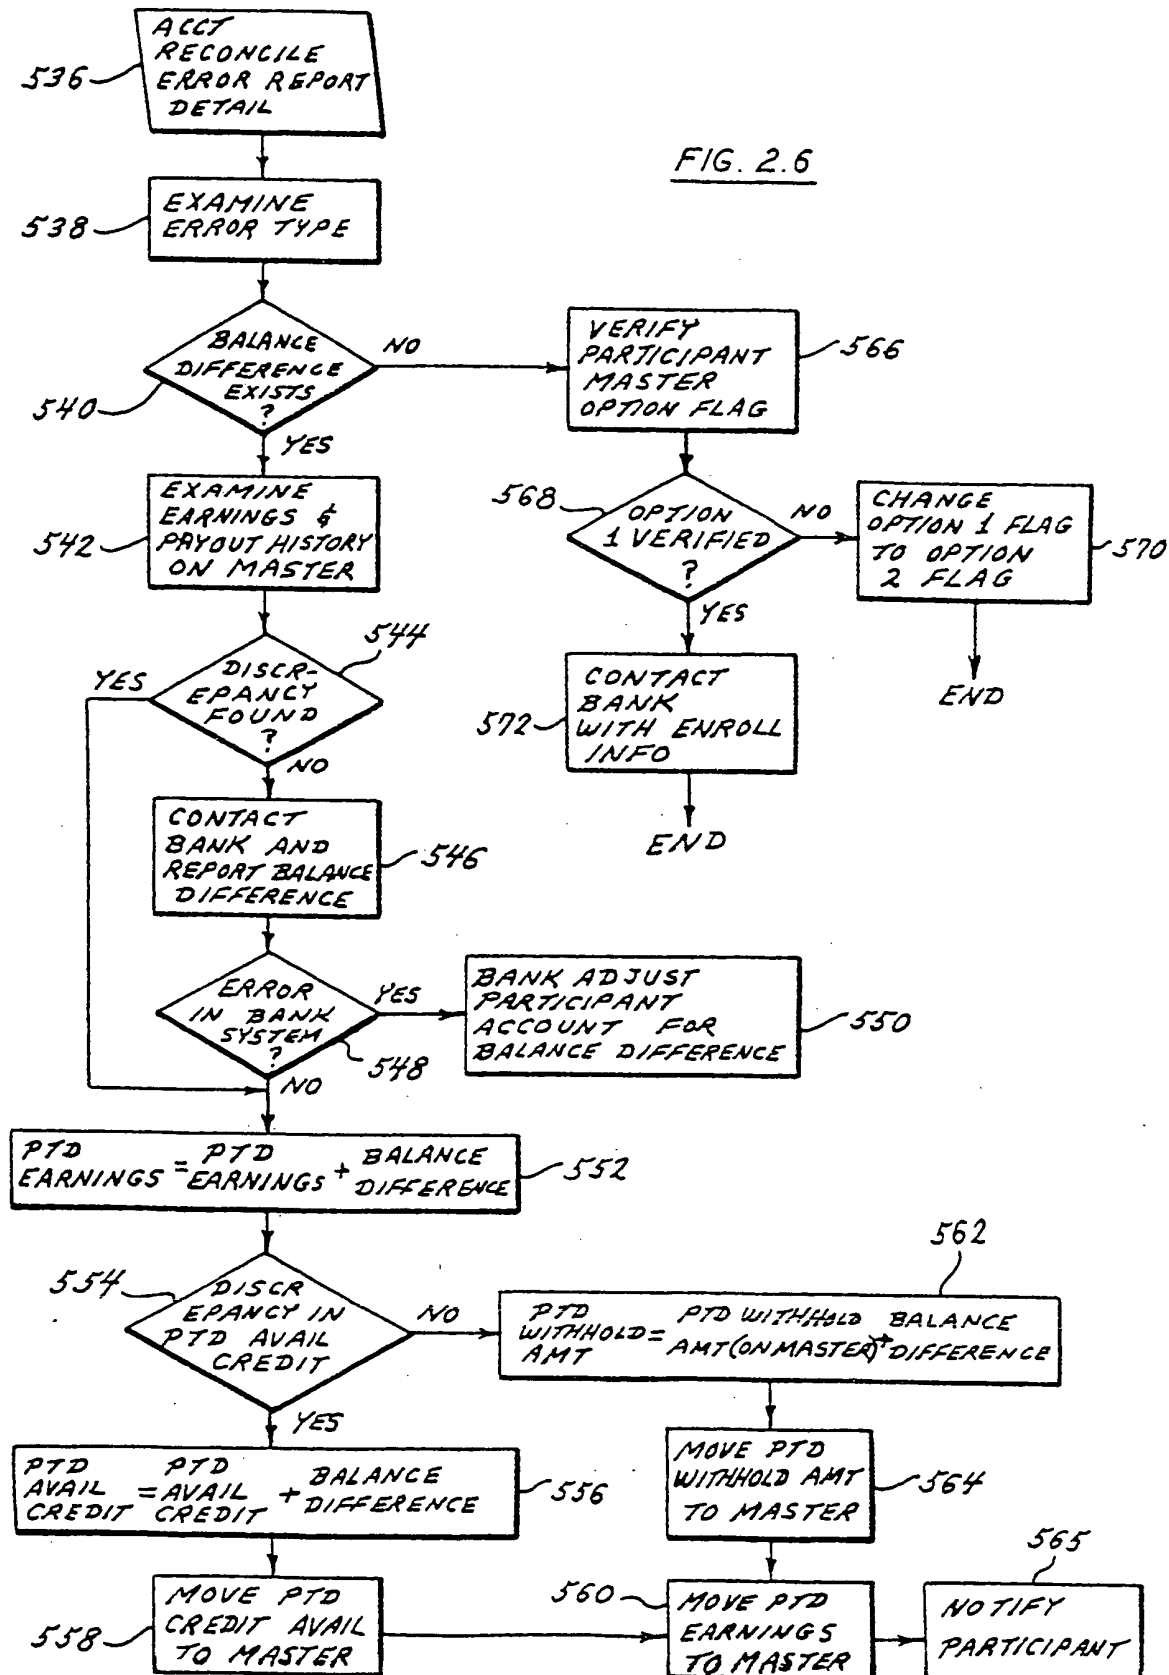 ACCT
RECONCILE
ERROR REPORT
DETAIL
536
FIG. 2.6
EXAMINE
ERROR TYPE
538
BALANCE
DIFFERENCE
EXISTS
?
540
NO
YES
VERIFY
PARTICIPANT
MASTER
OPTION FLAG
566
EXAMINE
EARNINGS &
PAYOUT HISTORY
ON MASTER
542
568
OPTION
1 VERIFIED
?
NO
YES
CHANGE
OPTION 1 FLAG
TO OPTION
2 FLAG
570
END
544
YES
DISCR-
EPANCY
FOUND
?
NO
CONTACT
BANK
WITH ENROLL
INFO
572
END
CONTACT
BANK AND
REPORT BALANCE
DIFFERENCE
546
ERROR
IN BANK
SYSTEM
?
548
YES
NO
BANK ADJUST
PARTICIPANT
ACCOUNT FOR
BALANCE DIFFERENCE
550
PTD PTD BALANCE
EARNINGS = EARNINGS + DIFFERENCE
552
554
DISCR
EPANCY IN
PTD AVAIL
CREDIT
NO
YES
562
PTD PTD WITHHOLD BALANCE
WITHHOLD = AMT (ON MASTER) + DIFFERENCE
AMT
PTD PTD BALANCE
AVAIL = AVAIL + DIFFERENCE
CREDIT CREDIT
556
MOVE PTD
WITHHOLD AMT
TO MASTER
564
MOVE PTD
CREDIT AVAIL
TO MASTER
558
560
MOVE PTD
EARNINGS
TO MASTER
565
NOTIFY
PARTICIPANT